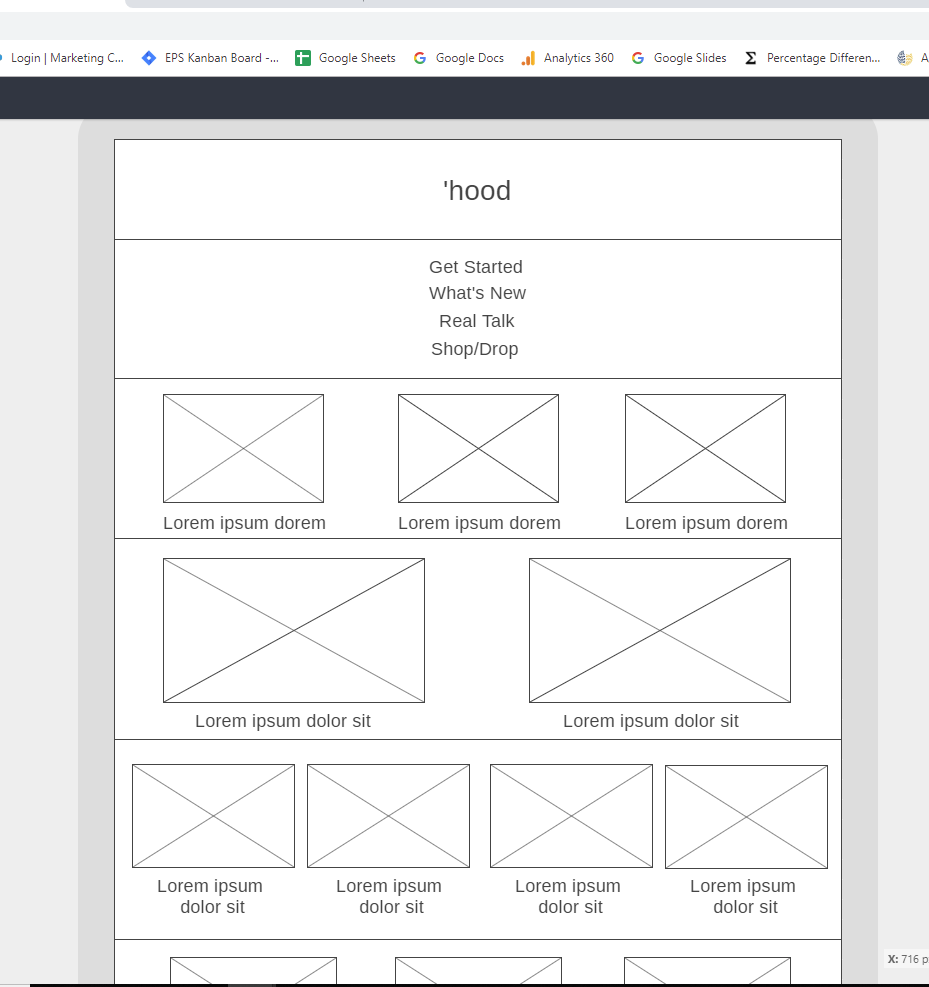 Login | Marketing C... EPS Kanban Board -... Google Sheets Google Docs Analytics 360 Google Slides Percentage Differen... A
'hood
Get Started
What's New
Real Talk
Shop/Drop
Lorem ipsum dorem Lorem ipsum dorem Lorem ipsum dorem
Lorem ipsum dolor sit Lorem ipsum dolor sit
Lorem ipsum Lorem ipsum Lorem ipsum Lorem ipsum
dolor sit dolor sit dolor sit dolor sit
X: 716 p